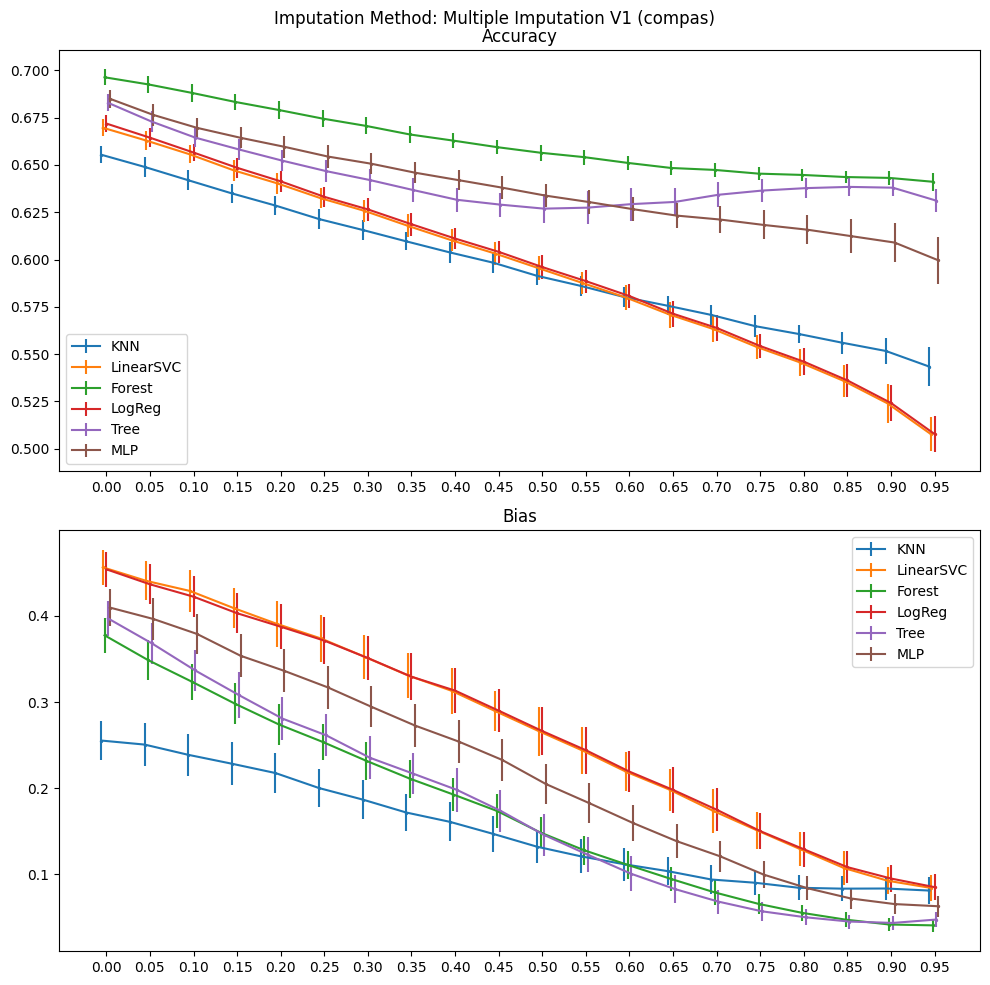 Imputation Method: Multiple Imputation V1 (compas)
Accuracy
0.700
0.675
0.650
0.625
0.600
0.575
0.550
0.525
0.500
KNN
LinearSVC
Forest
LogReg
Tree
MLP
0.00 0.05 0.10 0.15 0.20 0.25 0.30 0.35 0.40 0.45 0.50 0.55 0.60 0.65 0.70 0.75 0.80 0.85 0.90 0.95
Bias
0.4
0.3
0.2
0.1
KNN
LinearSVC
Forest
LogReg
Tree
MLP
0.00 0.05 0.10 0.15 0.20 0.25 0.30 0.35 0.40 0.45 0.50 0.55 0.60 0.65 0.70 0.75 0.80 0.85 0.90 0.95